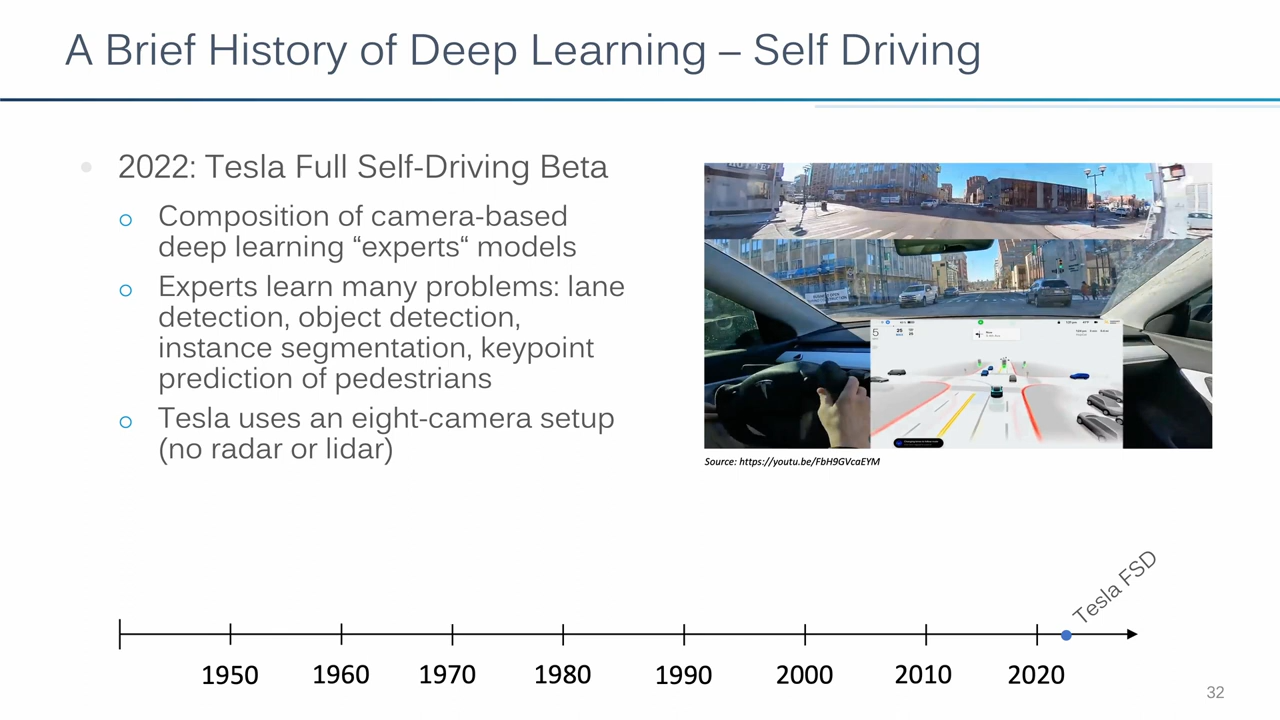 A Brief History of Deep Learning – Self Driving
2022: Tesla Full Self-Driving Beta
Composition of camera-based
deep learning “experts“ models
Experts learn many problems: lane
detection, object detection,
instance segmentation, keypoint
prediction of pedestrians
Tesla uses an eight-camera setup
(no radar or lidar)
Source: https://youtu.be/FbH9GVcaEYM
Tesla FSD
1950 1960 1970 1980 1990 2000 2010 2020
32